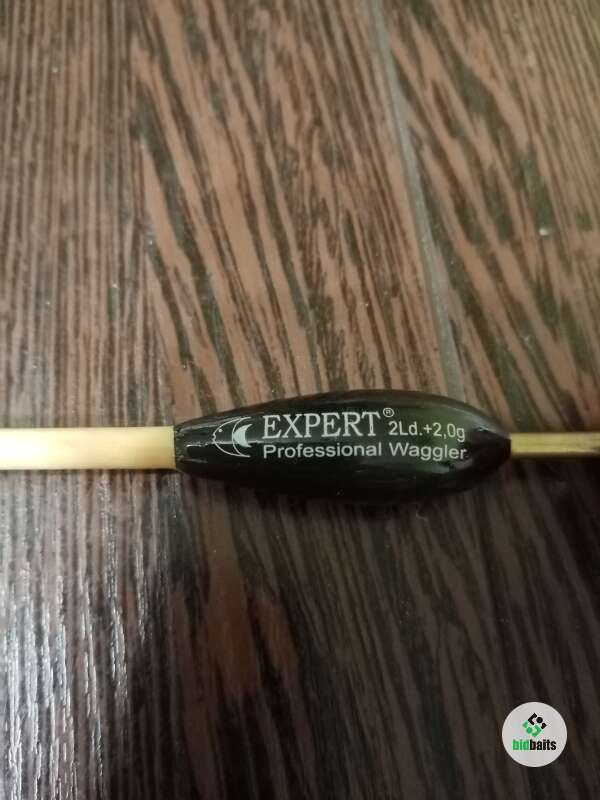 EXPERT® 2Ld.+2,0g
Professional Waggler
bidbaits